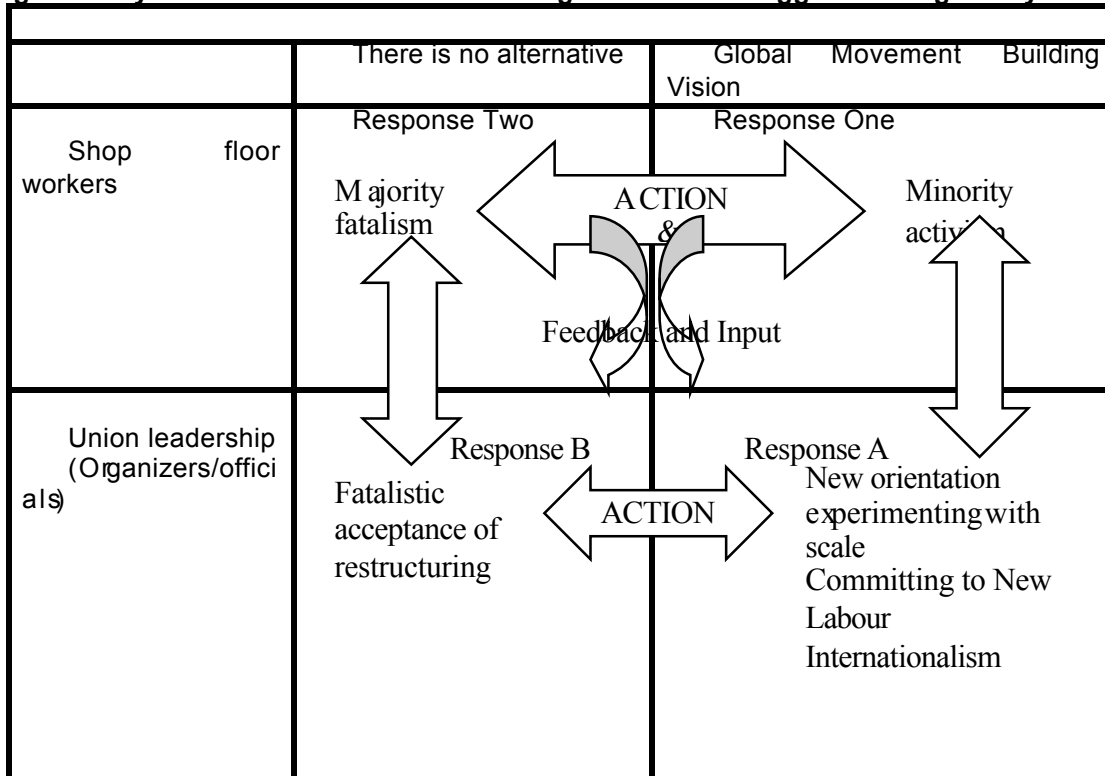 There is no alternative
Global Movement Building
Vision
Response Two
Response One
Shop floor
workers
Majority
fatalism
ACTION
&
Minority
Feedback and Input
Union leadership
(Organizers/offici
als)
Response B
Response A
Fatalistic
acceptance of
restructuring
ACTION
New orientation
experimenting with
scale
Committing to New
Labour
Internationalism